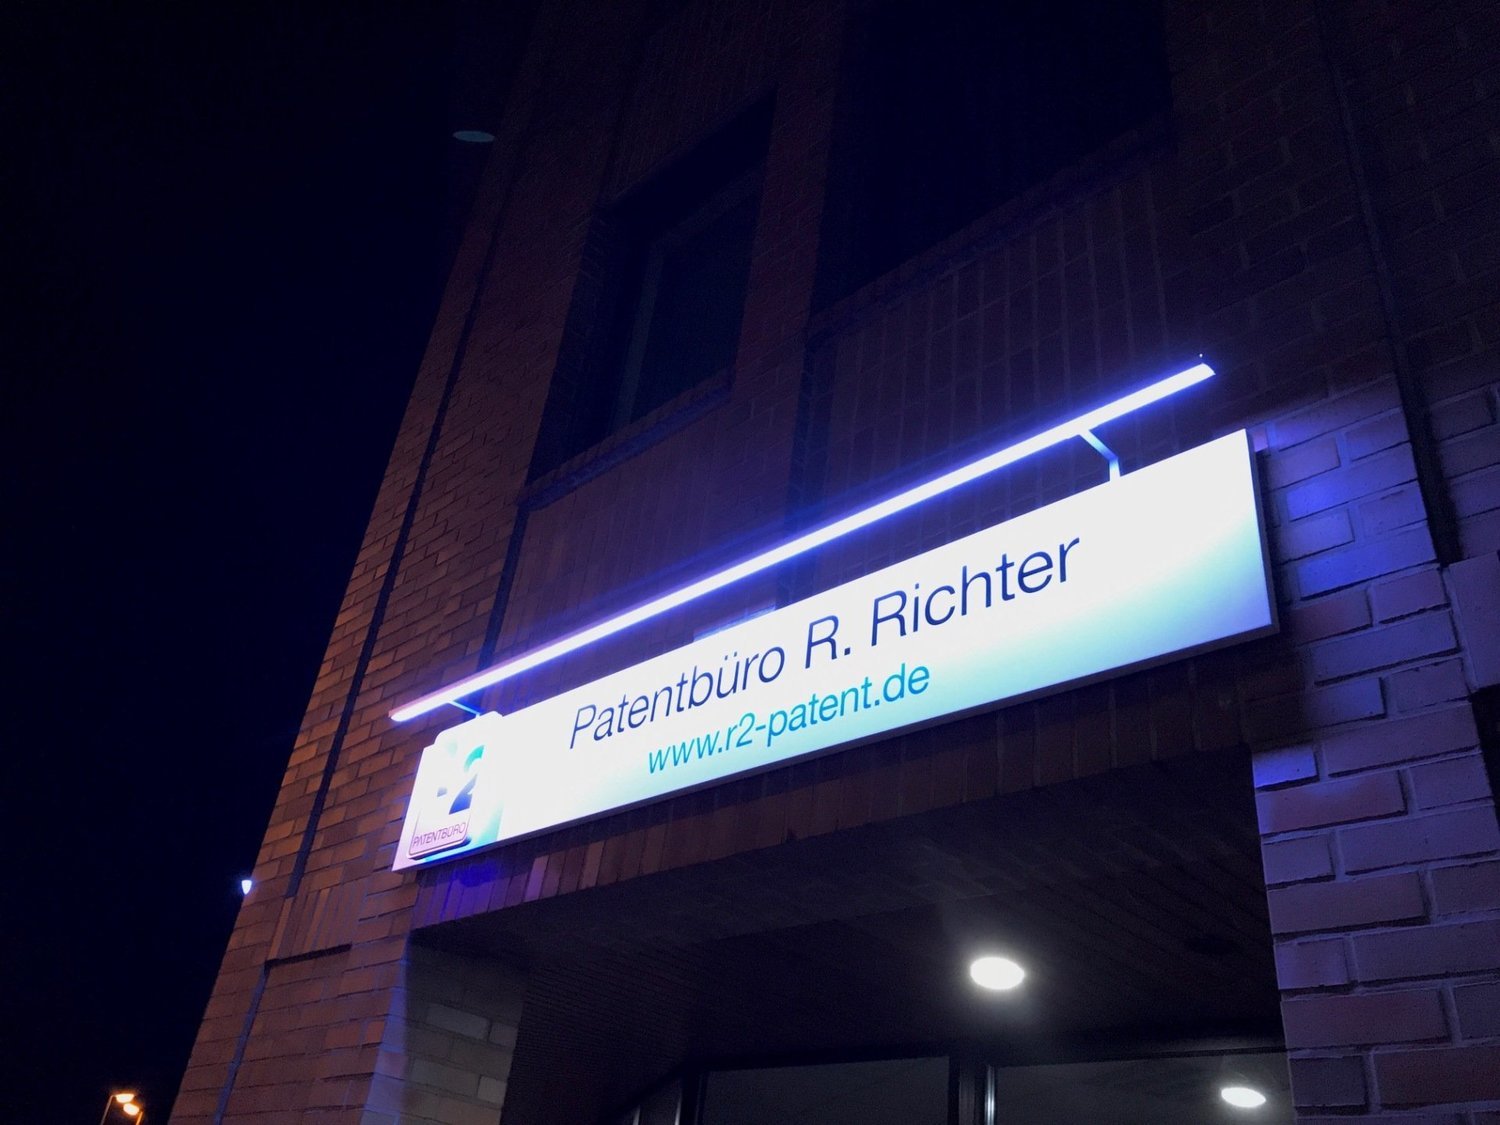 Patentbüro R. Richter
www.r2-patent.de
2
PATENTBÜRO